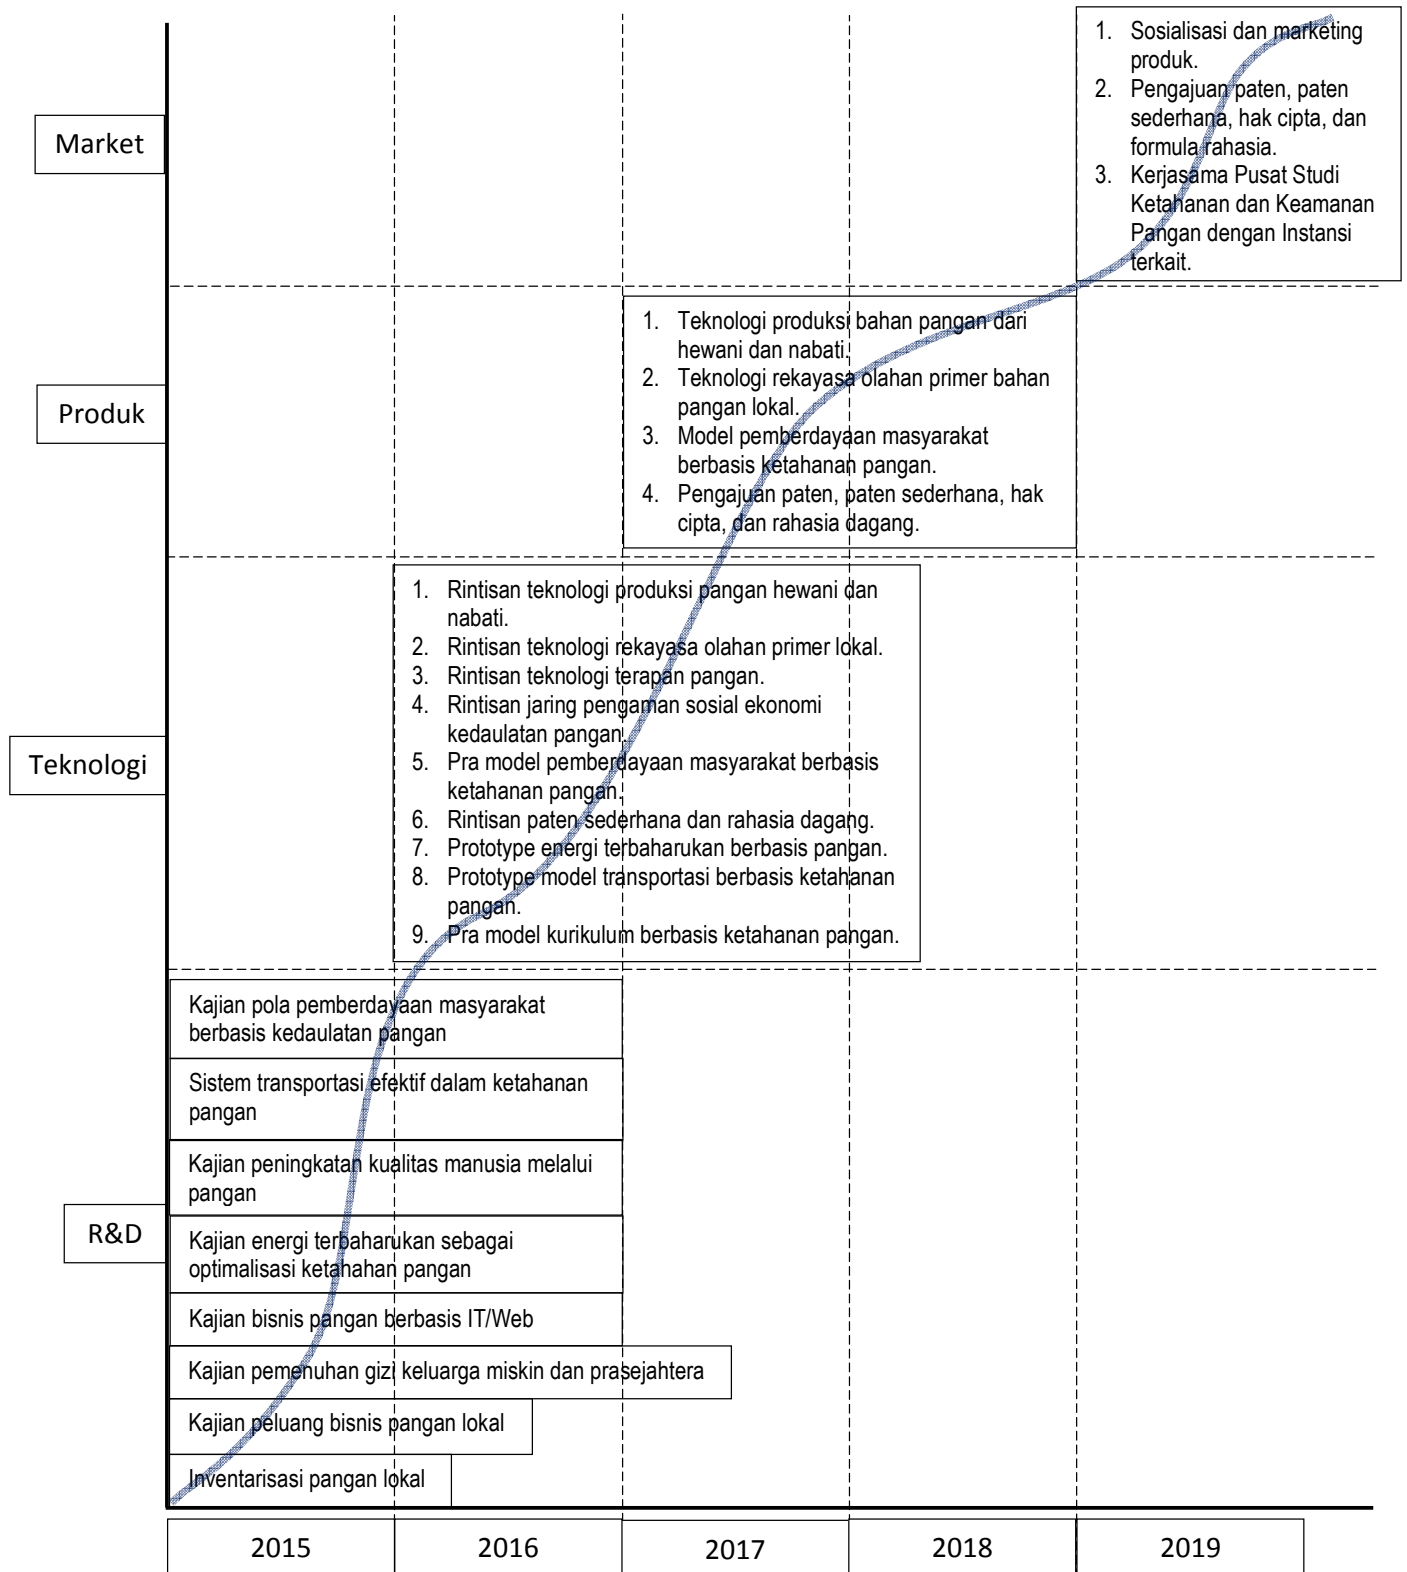 Market
1. Sosialisasi dan marketing
produk.
2. Pengajuan paten, paten
sederhana, hak cipta, dan
formula rahasia.
3. Kerjasama Pusat Studi
Ketahanan dan Keamanan
Pangan dengan Instansi
terkait.
Produk
1. Teknologi produksi bahan pangan dari
hewani dan nabati.
2. Teknologi rekayasa olahan primer bahan
pangan lokal.
3. Model pemberdayaan masyarakat
berbasis ketahanan pangan.
4. Pengajuan paten, paten sederhana, hak
cipta, dan rahasia dagang.
Teknologi
1. Rintisan teknologi produksi pangan hewani dan
nabati.
2. Rintisan teknologi rekayasa olahan primer lokal.
3. Rintisan teknologi terapan pangan.
4. Rintisan jaring pengaman sosial ekonomi
kedaulatan pangan.
5. Pra model pemberdayaan masyarakat berbasis
ketahanan pangan.
6. Rintisan paten sederhana dan rahasia dagang.
7. Prototype energi terbaharukan berbasis pangan.
8. Prototype model transportasi berbasis ketahanan
pangan.
9. Pra model kurikulum berbasis ketahanan pangan.
R&D
Kajian pola pemberdayaan masyarakat
berbasis kedaulatan pangan
Sistem transportasi efektif dalam ketahanan
pangan
Kajian peningkatan kualitas manusia melalui
pangan
Kajian energi terbaharukan sebagai
optimalisasi ketahahan pangan
Kajian bisnis pangan berbasis IT/Web
Kajian pemenuhan gizi keluarga miskin dan prasejahtera
Kajian peluang bisnis pangan lokal
Inventarisasi pangan lokal
2015 2016 2017 2018 2019